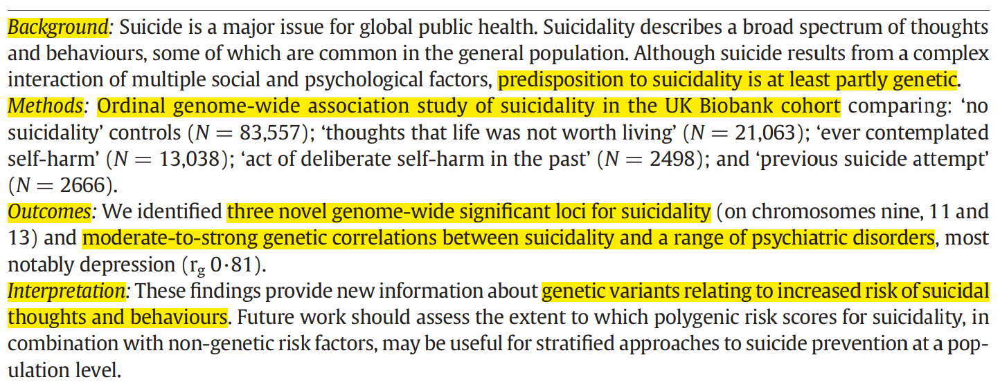 Background: Suicide is a major issue for global public health. Suicidality describes a broad spectrum of thoughts
and behaviours, some of which are common in the general population. Although suicide results from a complex
interaction of multiple social and psychological factors, predisposition to suicidality is at least partly genetic.
Methods: Ordinal genome-wide association study of suicidality in the UK Biobank cohort comparing: ‘no
suicidality’ controls (N = 83,557); ‘thoughts that life was not worth living’ (N = 21,063); ‘ever contemplated
self-harm’ (N = 13,038); ‘act of deliberate self-harm in the past’ (N = 2498); and ‘previous suicide attempt’
(N = 2666).
Outcomes: We identified three novel genome-wide significant loci for suicidality (on chromosomes nine, 11 and
13) and moderate-to-strong genetic correlations between suicidality and a range of psychiatric disorders, most
notably depression (rg 0·81).
Interpretation: These findings provide new information about genetic variants relating to increased risk of suicidal
thoughts and behaviours. Future work should assess the extent to which polygenic risk scores for suicidality, in
combination with non-genetic risk factors, may be useful for stratified approaches to suicide prevention at a pop-
ulation level.